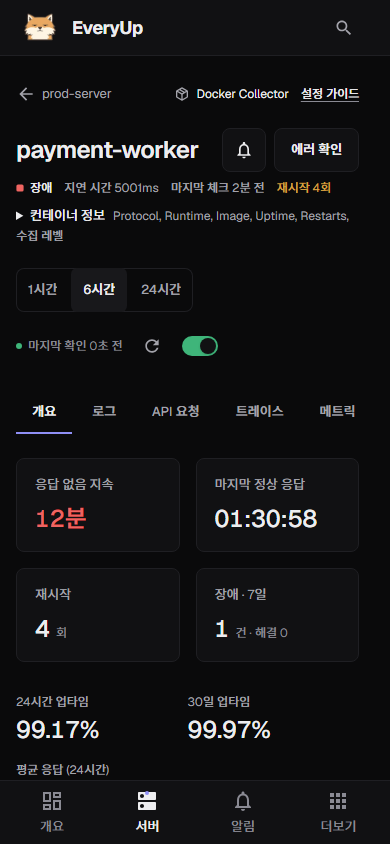 EveryUp
prod-server Docker Collector 설정 가이드
payment-worker 에러 확인
장애 지연 시간 5001ms 마지막 체크 2분 전 재시작 4회
컨테이너 정보 Protocol, Runtime, Image, Uptime, Restarts,
수집 레벨
1시간 6시간 24시간
마지막 확인 0초 전
개요 로그 API 요청 트레이스 메트릭
응답 없음 지속 마지막 정상 응답
12분 01:30:58
재시작 장애 · 7일
4 회 1 건 · 해결 0
24시간 업타임 30일 업타임
99.17% 99.97%
평균 응답 (24시간)
개요 서버 알림 더보기